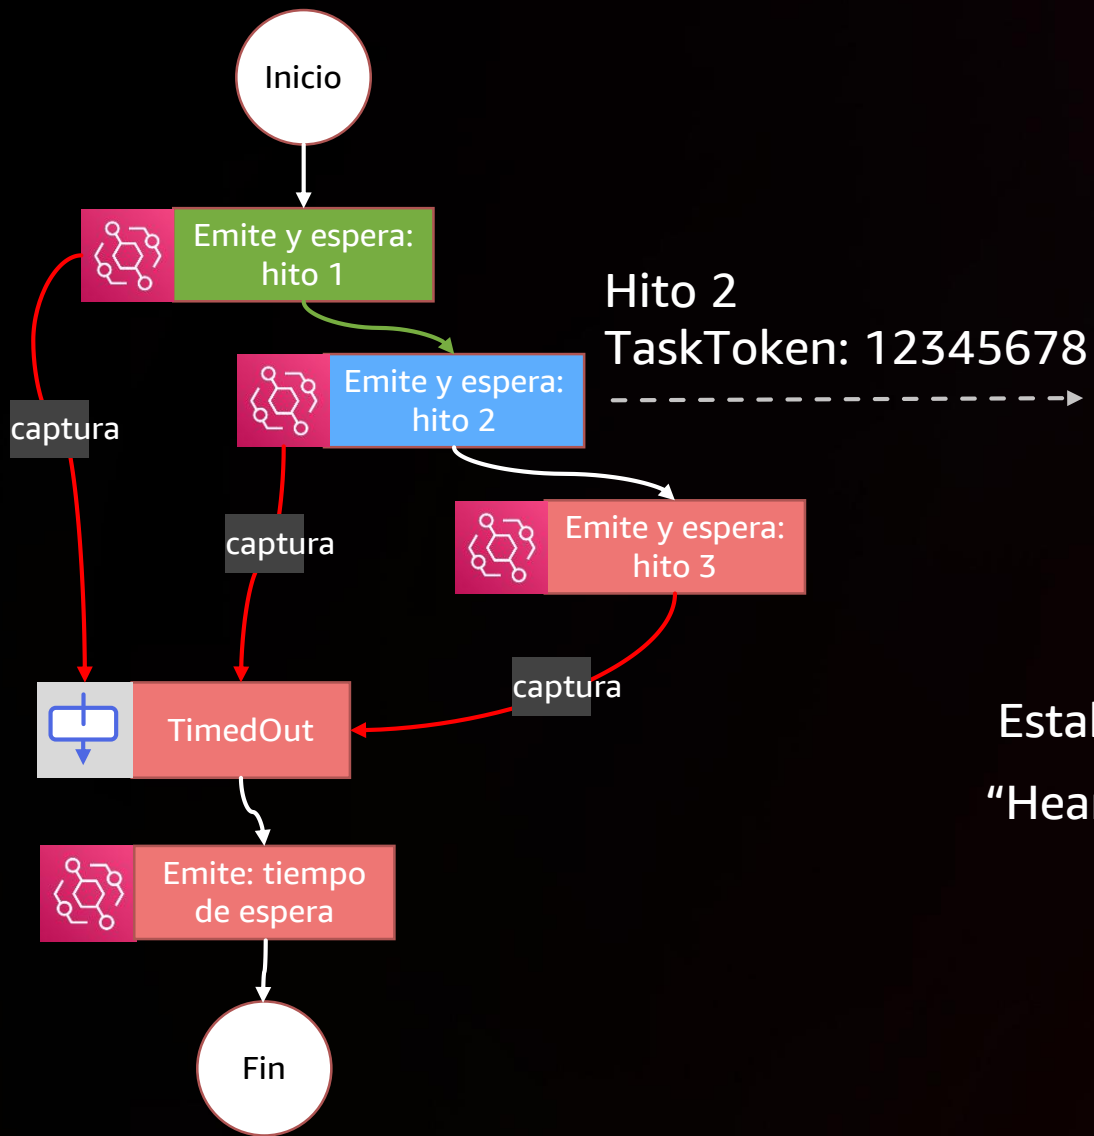 Inicio
Emite y espera:
hito 1
Hito 2
TaskToken: 12345678
Emite y espera:
hito 2
captura
captura
Emite y espera:
hito 3
captura
TimedOut
Emite: tiempo
de espera
Fin